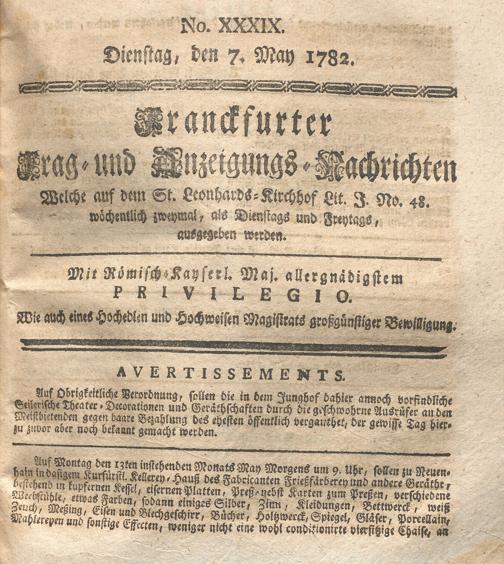 No. XXXIX.
Dienstag, den 7. May 1782.
Franckfurter
Frag- und Anzeigungs-Nachrichten
Welche auf dem St. Leonhards-Kirchhof Lit. J. No. 48.
wöchentlich zweymal, als Dienstags und Freytags,
ausgegeben werden.
Mit Römisch-Kayserl. Maj. allergnädigstem
PRIVILEGIO.
Wie auch eines Hochedlen und Hochweisen Magistrats großgünstiger Bewilligung.
AVERTISSEMENTS.
Auf Obrigkeitliche Verordnung, sollen die in dem Junghof dahier annoch vorfindliche
Seilerische Theater-Decorationen und Geräthschaften durch die geschwohrne Ausrüfer an den
Meistbietenden gegen baare Bezahlung des ehesten öffentlich verganthet, der gewisse Tag hier-
zu zuvor aber noch bekannt gemacht werden.
Auf Montag den 13ten instehenden Monats May Morgens um 9. Uhr, sollen zu Neuen-
hain in dasigem Kurfürstl. Kellerey-Hauß des Fabricanten Frießfärberey und andere Geräthe,
bestehend in kupfernen Kessel, eisernen Platten, Preß- nebst Karten zum Preßen, verschiedene
Webstühle, etwas Farben, sodann einiges Silber, Zinn, Kleidungen, Bettwerck, weiß
Zeuch, Meßing, Eisen und Blechgeschirr, Bücher, Holtzwerck, Spiegel, Gläser, Porcellain,
Mahlerepen und sonstige Effecten, weniger nicht eine wohl conditionirte viersitzige Chaise, an